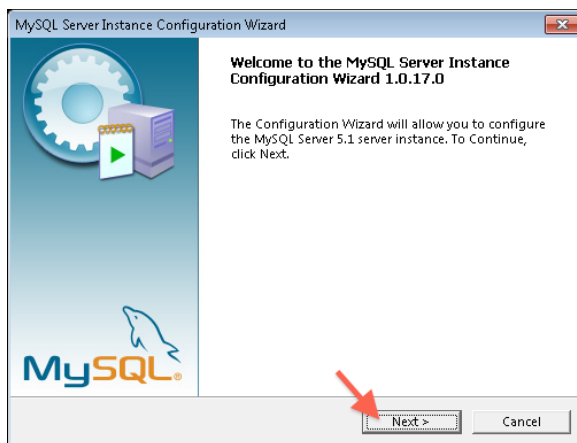 MySQL Server Instance Configuration Wizard
Welcome to the MySQL Server Instance
Configuration Wizard 1.0.17.0
The Configuration Wizard will allow you to configure
the MySQL Server 5.1 server instance. To Continue,
click Next.
MySQL®
Next >
Cancel